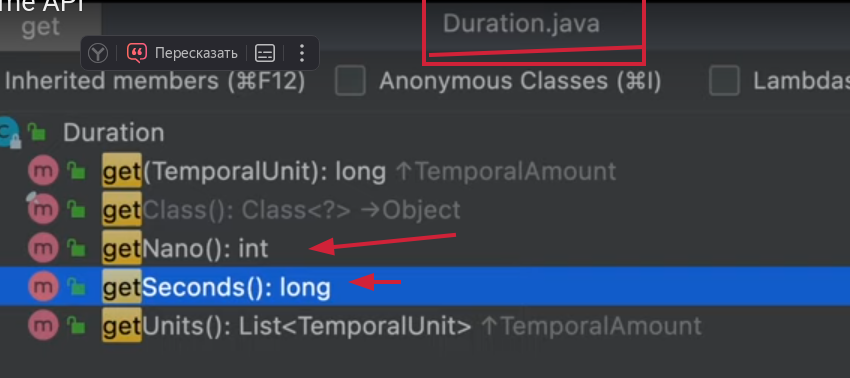 me API
get
Duration.java
Пересказать
Inherited members (⌘F12) Anonymous Classes (⌘I) Lambdas
Duration
get(TemporalUnit): long ↑TemporalAmount
getClass(): Class<?> →Object
getNano(): int
getSeconds(): long
getUnits(): List<TemporalUnit> ↑TemporalAmount